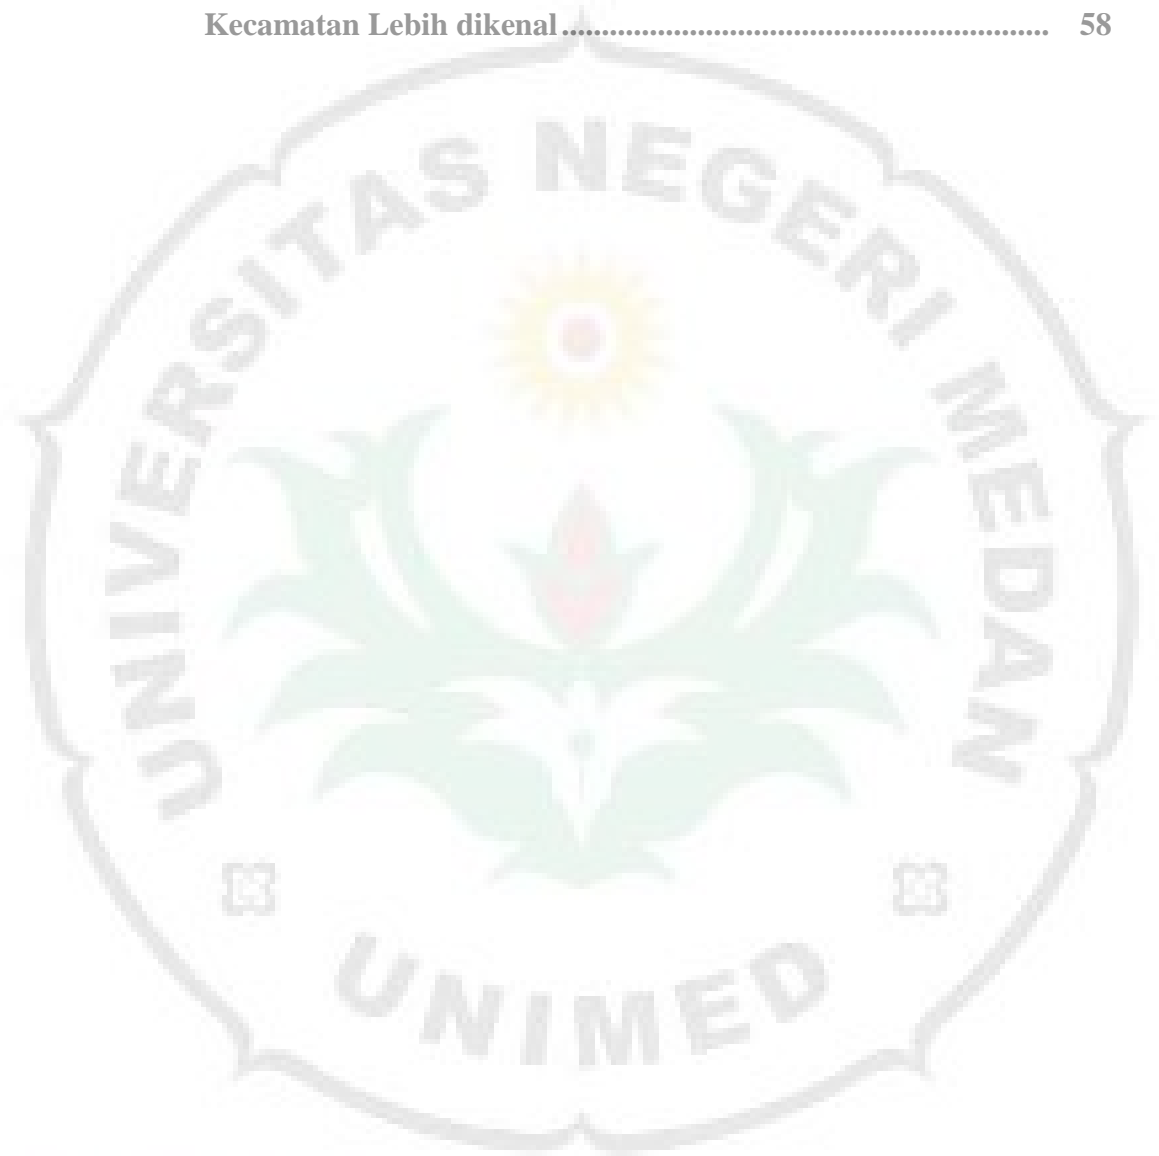 Kecamatan Lebih dikenal............................................................. 58
UNIVERSITAS NEGERI MEDAN
UNIMED